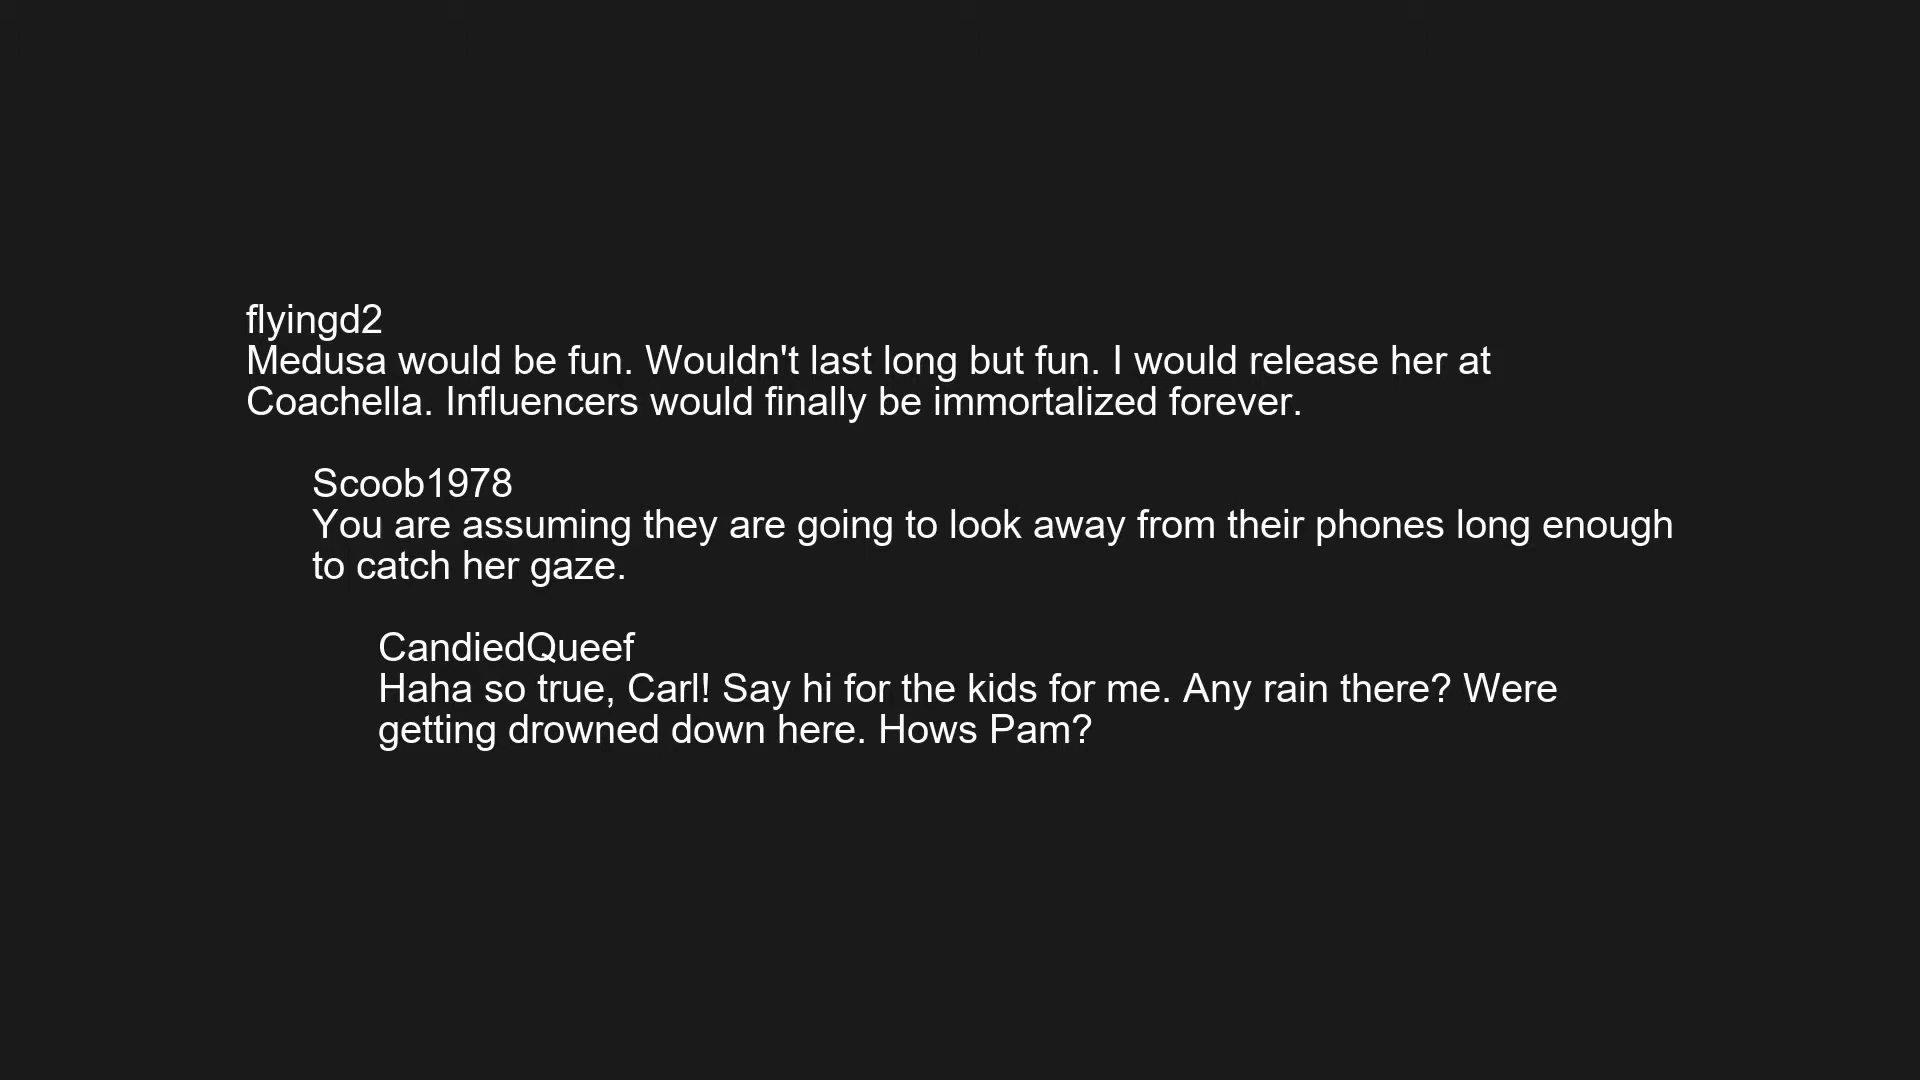 flyingd2
Medusa would be fun. Wouldn't last long but fun. I would release her at
Coachella. Influencers would finally be immortalized forever.
Scoob1978
You are assuming they are going to look away from their phones long enough
to catch her gaze.
CandiedQueef
Haha so true, Carl! Say hi for the kids for me. Any rain there? Were
getting drowned down here. Hows Pam?